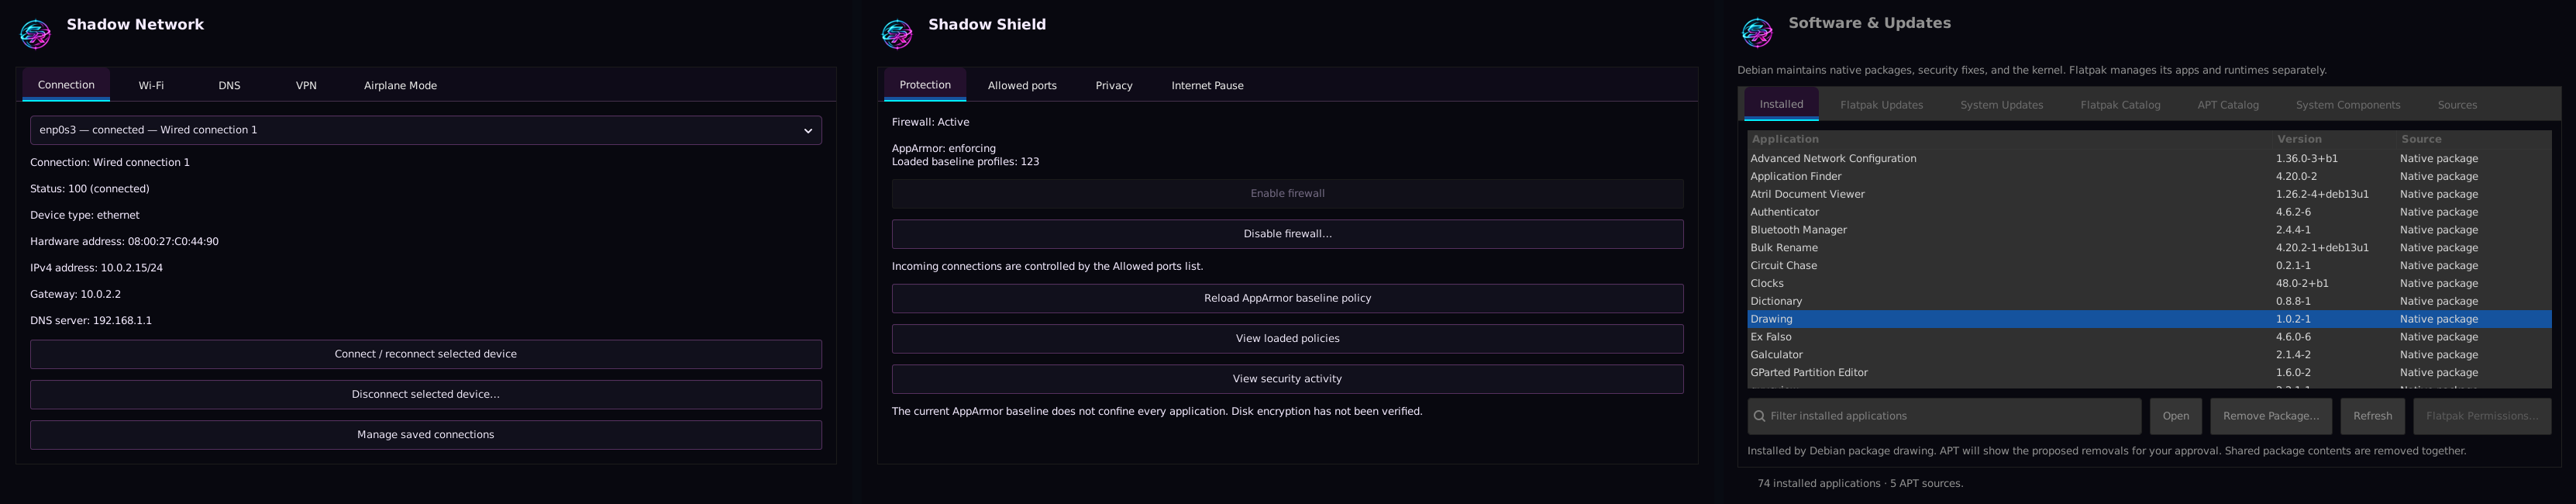 Shadow Network
Connection Wi-Fi DNS VPN Airplane Mode
enp0s3 — connected — Wired connection 1
Connection: Wired connection 1
Status: 100 (connected)
Device type: ethernet
Hardware address: 08:00:27:C0:44:90
IPv4 address: 10.0.2.15/24
Gateway: 10.0.2.2
DNS server: 192.168.1.1
Connect / reconnect selected device
Disconnect selected device...
Manage saved connections
Shadow Shield
Protection Allowed ports Privacy Internet Pause
Firewall: Active
AppArmor: enforcing
Loaded baseline profiles: 123
Enable firewall
Disable firewall...
Incoming connections are controlled by the Allowed ports list.
Reload AppArmor baseline policy
View loaded policies
View security activity
The current AppArmor baseline does not confine every application. Disk encryption has not been verified.
Software & Updates
Debian maintains native packages, security fixes, and the kernel. Flatpak manages its apps and runtimes separately.
Installed Flatpak Updates System Updates Flatpak Catalog APT Catalog System Components Sources
Application Version Source
Advanced Network Configuration 1.36.0-3+b1 Native package
Application Finder 4.20.0-2 Native package
Atril Document Viewer 1.26.2-4+deb13u1 Native package
Authenticator 4.6.2-6 Native package
Bluetooth Manager 2.4.4-1 Native package
Bulk Rename 4.20.2-1+deb13u1 Native package
Circuit Chase 0.2.1-1 Native package
Clocks 48.0-2+b1 Native package
Dictionary 0.8.8-1 Native package
Drawing 1.0.2-1 Native package
Ex Falso 4.6.0-6 Native package
Galculator 2.1.4-2 Native package
GParted Partition Editor 1.6.0-2 Native package
Filter installed applications Open Remove Package... Refresh Flatpak Permissions...
Installed by Debian package drawing. APT will show the proposed removals for your approval. Shared package contents are removed together.
74 installed applications · 5 APT sources.